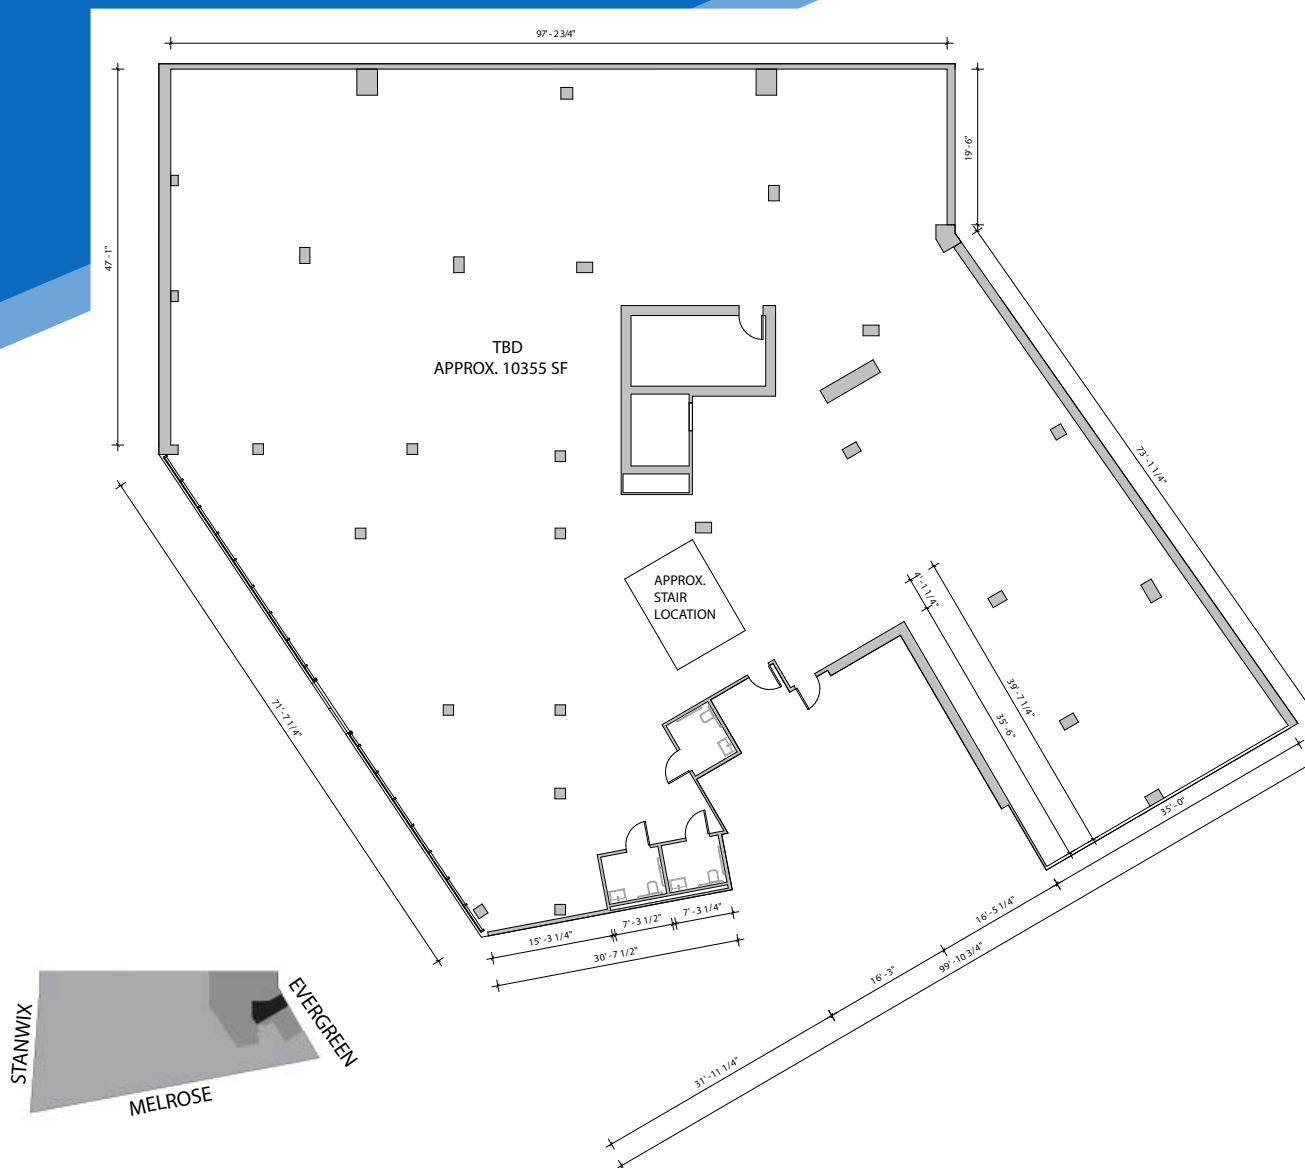 97' - 2 3/4"
19' - 6"
47' - 1"
TBD
APPROX. 10355 SF
73' - 1 1/4"
APPROX.
STAIR
LOCATION
4' - 1 1/4"
39' - 7 1/4"
35' - 6"
71' - 7 1/4"
35' - 0"
15' - 3 1/4"
7' - 3 1/2"
7' - 3 1/4"
30' - 7 1/2"
16' - 5 1/4"
99' - 10 3/4"
16' - 3"
31' - 11 1/4"
STANWIX
EVERGREEN
MELROSE